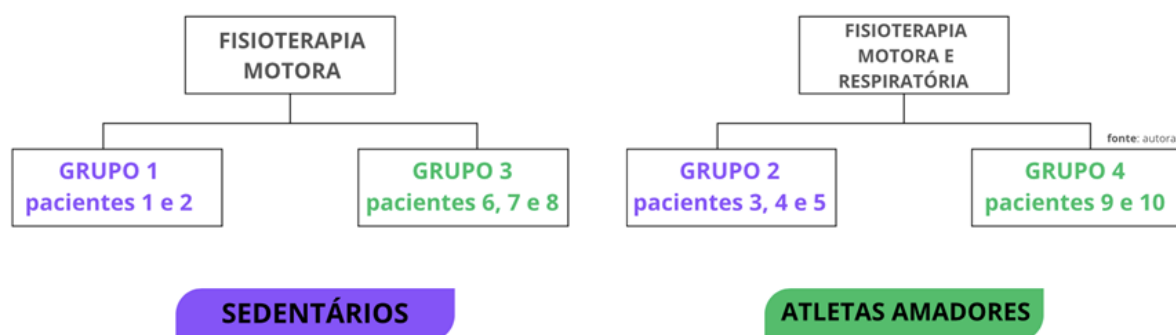 FISIOTERAPIA
MOTORA
GRUPO 1
pacientes 1 e 2
GRUPO 3
pacientes 6, 7 e 8
FISIOTERAPIA
MOTORA E
RESPIRATÓRIA
fonte: autora
GRUPO 2
pacientes 3, 4 e 5
GRUPO 4
pacientes 9 e 10
SEDENTÁRIOS
ATLETAS AMADORES